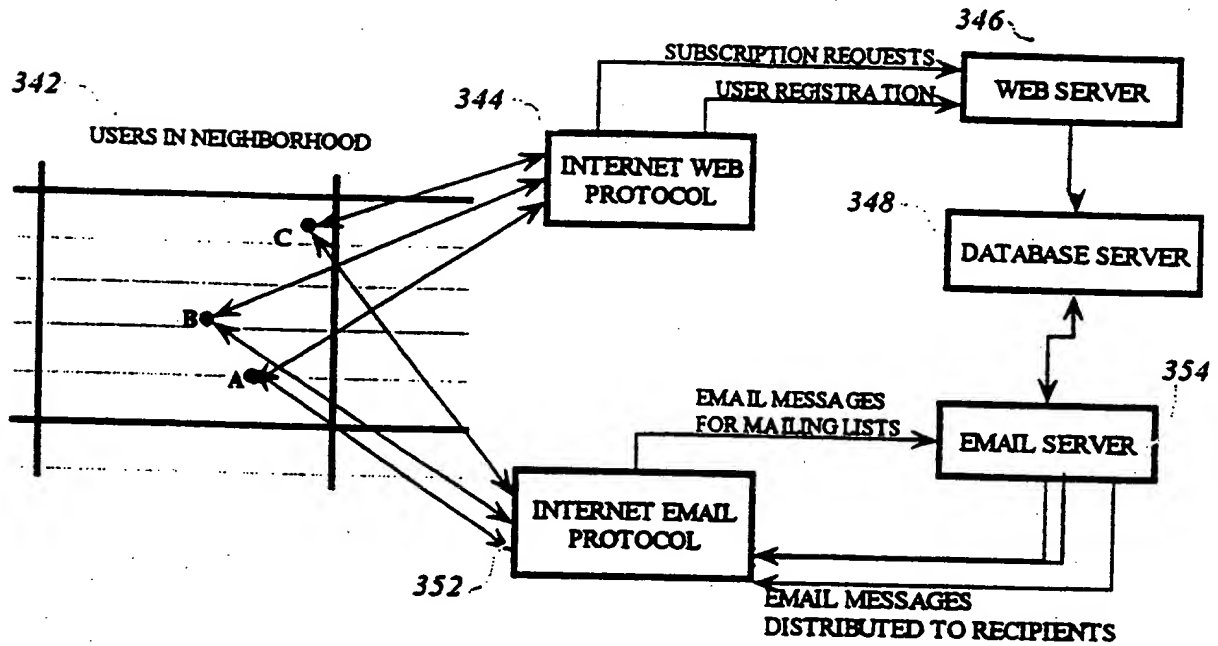 346
SUBSCRIPTION REQUESTS
342
344
WEB SERVER
USER REGISTRATION
USERS IN NEIGHBORHOOD
INTERNET WEB
PROTOCOL
348
C
DATABASE SERVER
B
A
354
EMAIL MESSAGES
FOR MAILING LISTS
EMAIL SERVER
INTERNET EMAIL
PROTOCOL
352
EMAIL MESSAGES
DISTRIBUTED TO RECIPIENTS